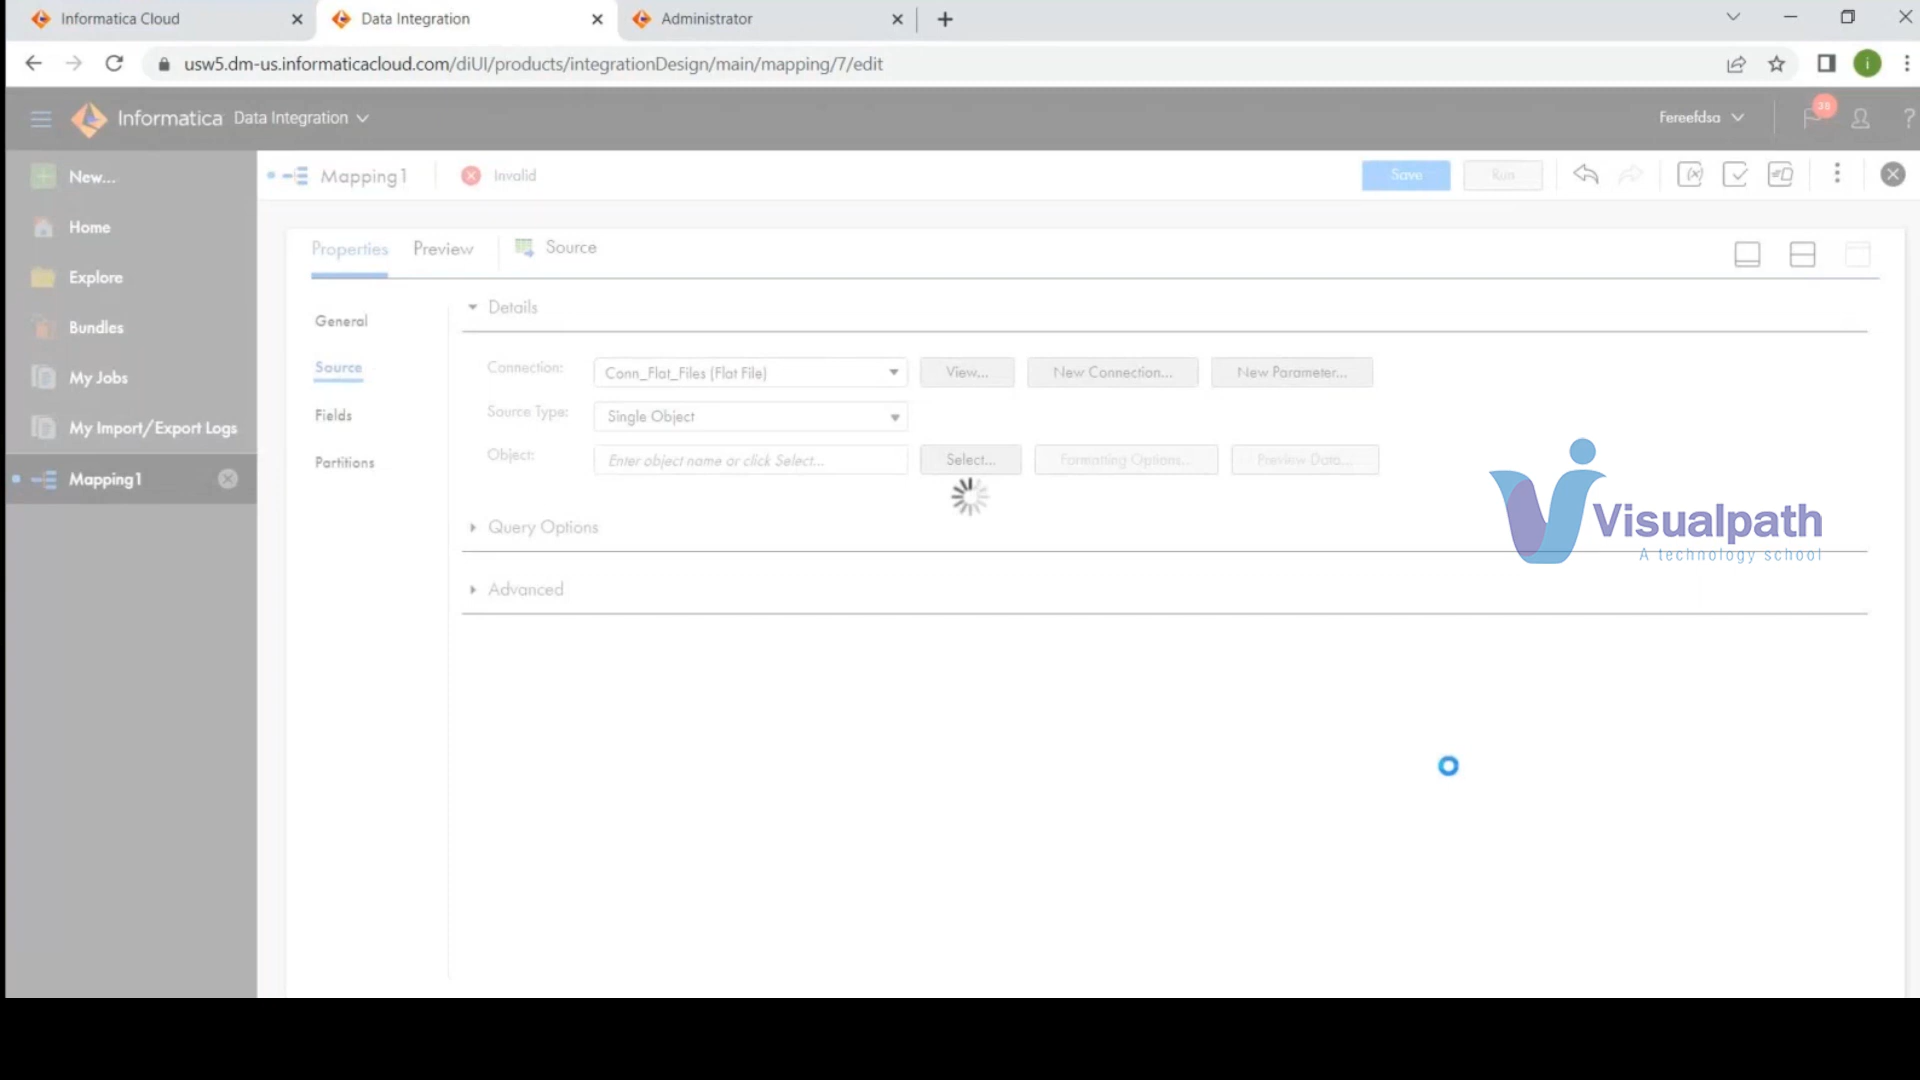 Informatica Cloud
Data Integration
Administrator
usw5.dm-us.informaticacloud.com/diUI/products/integrationDesign/main/mapping/7/edit
Informatica Data Integration
Fereefdsa
38
i
?
New...
Home
Explore
Bundles
My Jobs
My Import/Export Logs
Mapping1
Mapping1
Invalid
Save
Run
Properties
Preview
Source
General
Source
Fields
Partitions
Details
Connection:
Conn_Flat_Files (Flat File)
View...
New Connection...
New Parameter...
Source Type:
Single Object
Object:
Enter object name or click Select...
Select...
Formatting Options...
Preview Data...
Query Options
Advanced
Visualpath
A technology school